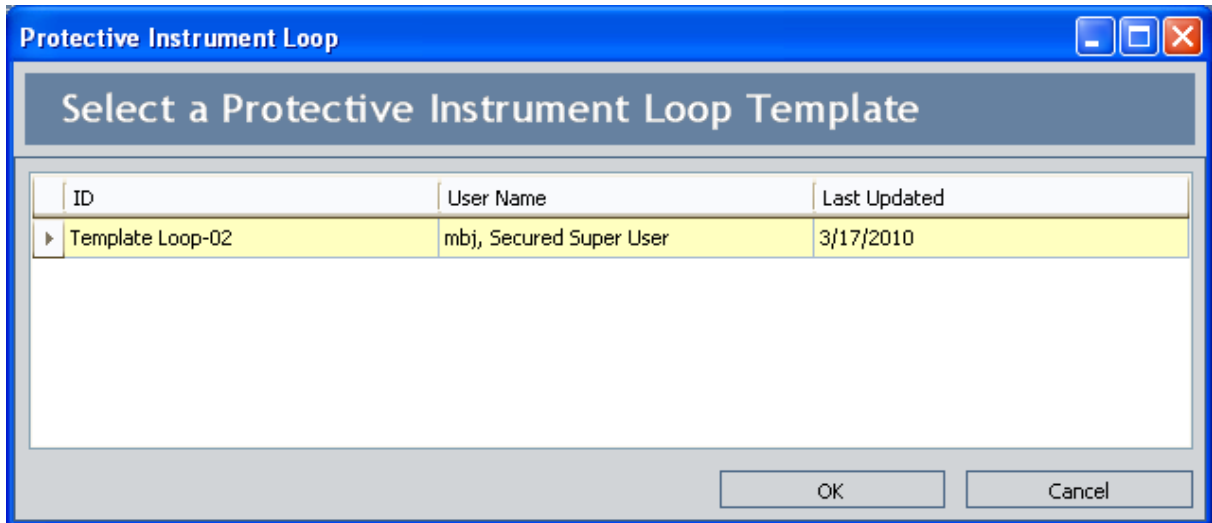 Protective Instrument Loop
Select a Protective Instrument Loop Template
ID User Name Last Updated
Template Loop-02 mbj, Secured Super User 3/17/2010
OK Cancel